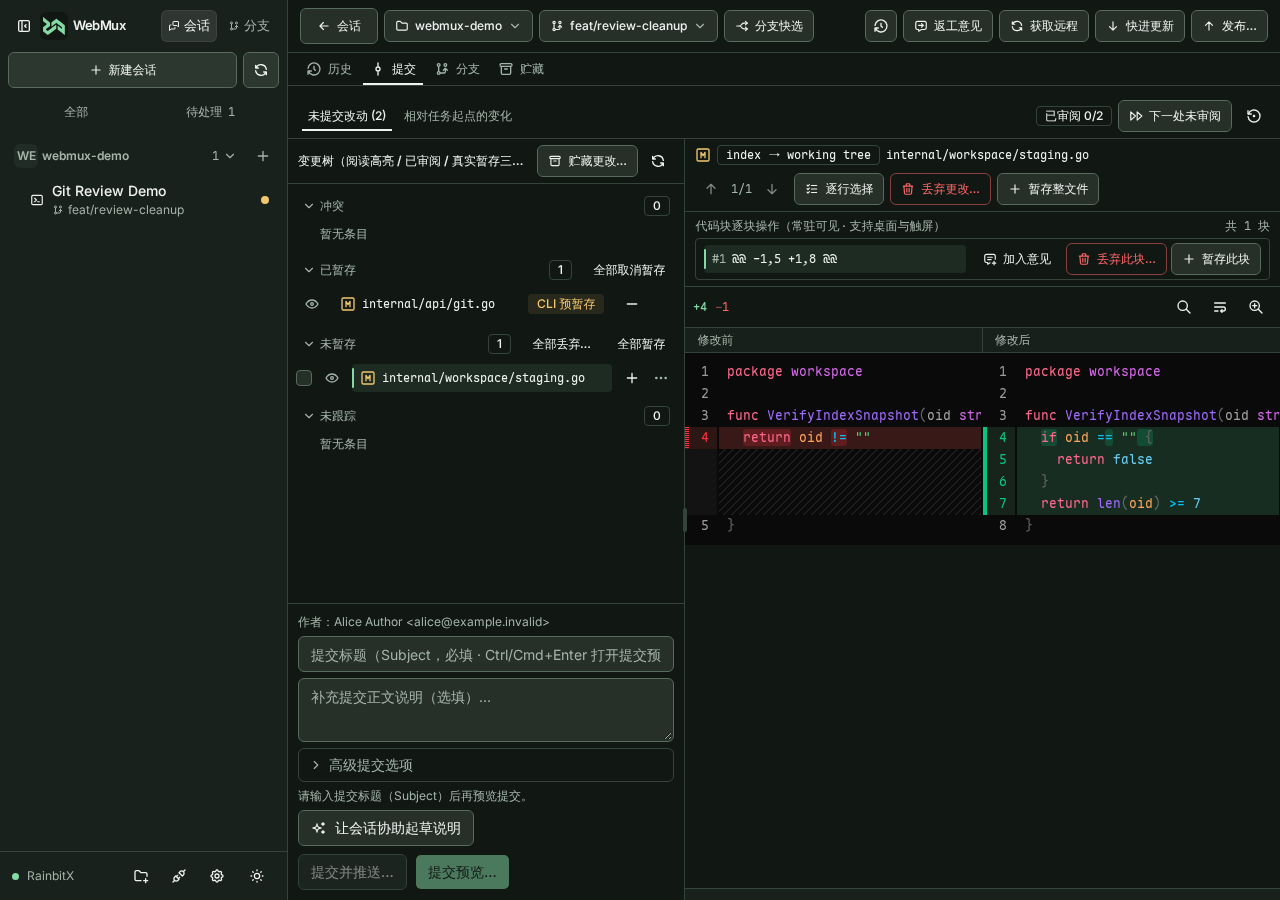 WebMux
会话
分支
会话
webmux-demo
feat/review-cleanup
分支快选
返工意见
获取远程
快进更新
发布...
新建会话
历史
提交
分支
贮藏
全部
待处理 1
未提交改动 (2)
相对任务起点的变化
已审阅 0/2
下一处未审阅
WE webmux-demo
1
Git Review Demo
feat/review-cleanup
变更树（阅读高亮 / 已审阅 / 真实暂存三...
贮藏更改...
冲突
0
暂无条目
已暂存
1
全部取消暂存
M internal/api/git.go
CLI 预暂存
未暂存
1
全部丢弃...
全部暂存
M internal/workspace/staging.go
未跟踪
0
暂无条目
M index → working tree internal/workspace/staging.go
1/1
逐行选择
丢弃更改...
暂存整文件
代码块逐块操作（常驻可见 · 支持桌面与触屏）
共 1 块
#1 @@ -1,5 +1,8 @@
加入意见
丢弃此块...
暂存此块
+4 −1
修改前
修改后
1 package workspace
2
3 func VerifyIndexSnapshot(oid str
4 return oid != ""
5 }
1 package workspace
2
3 func VerifyIndexSnapshot(oid str
4 if oid == "" {
5 return false
6 }
7 return len(oid) >= 7
8 }
作者：Alice Author <alice@example.invalid>
提交标题（Subject，必填 · Ctrl/Cmd+Enter 打开提交预
补充提交正文说明（选填）...
高级提交选项
请输入提交标题（Subject）后再预览提交。
让会话协助起草说明
提交并推送...
提交预览...
RainbitX